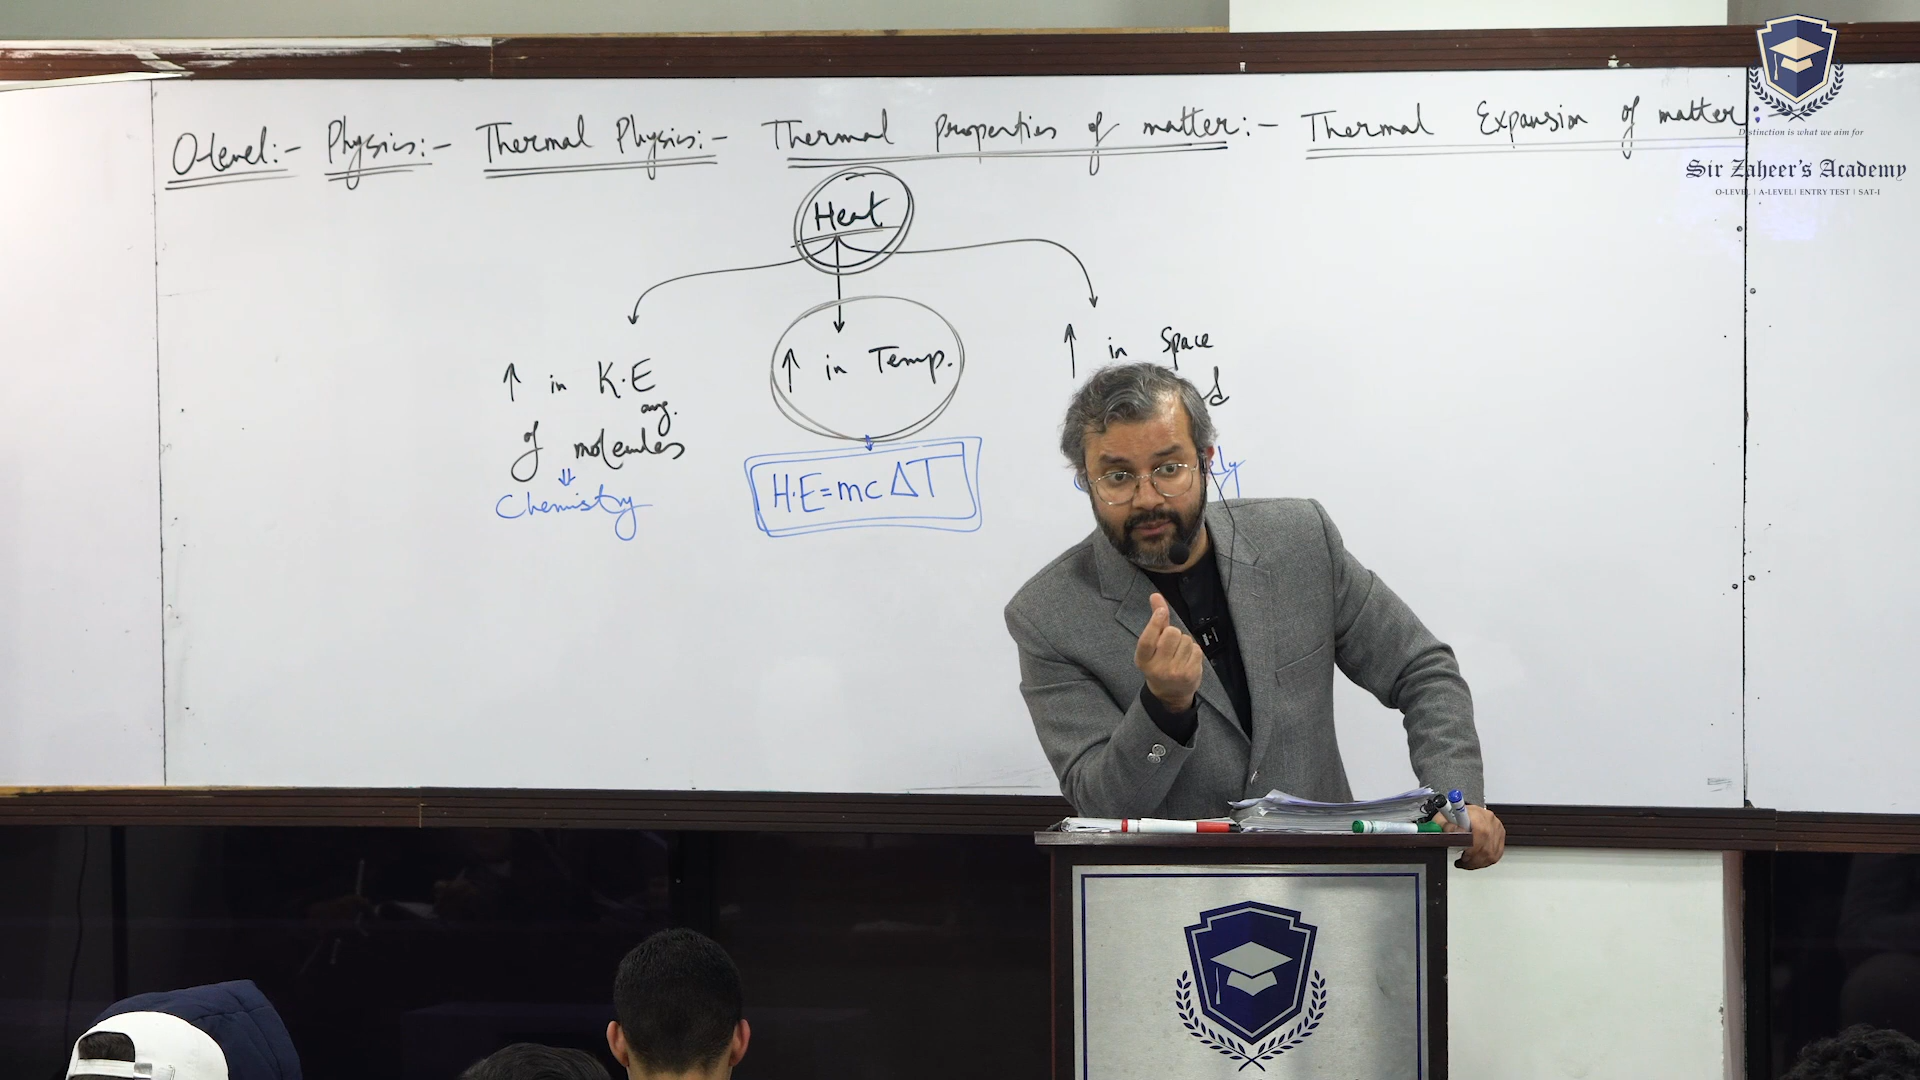 O-level:- Physics:- Thermal Physics:- Thermal Properties of matter:- Thermal Expansion of matter:
Distinction is what we aim for
Sir Zaheer's Academy
O-LEVEL | A-LEVEL | ENTRY TEST | SAT-I
Heat
↑ in K.E
avg.
of molecules
⇓
Chemistry
↑ in Temp.
H.E=mcΔT
↑ in Space